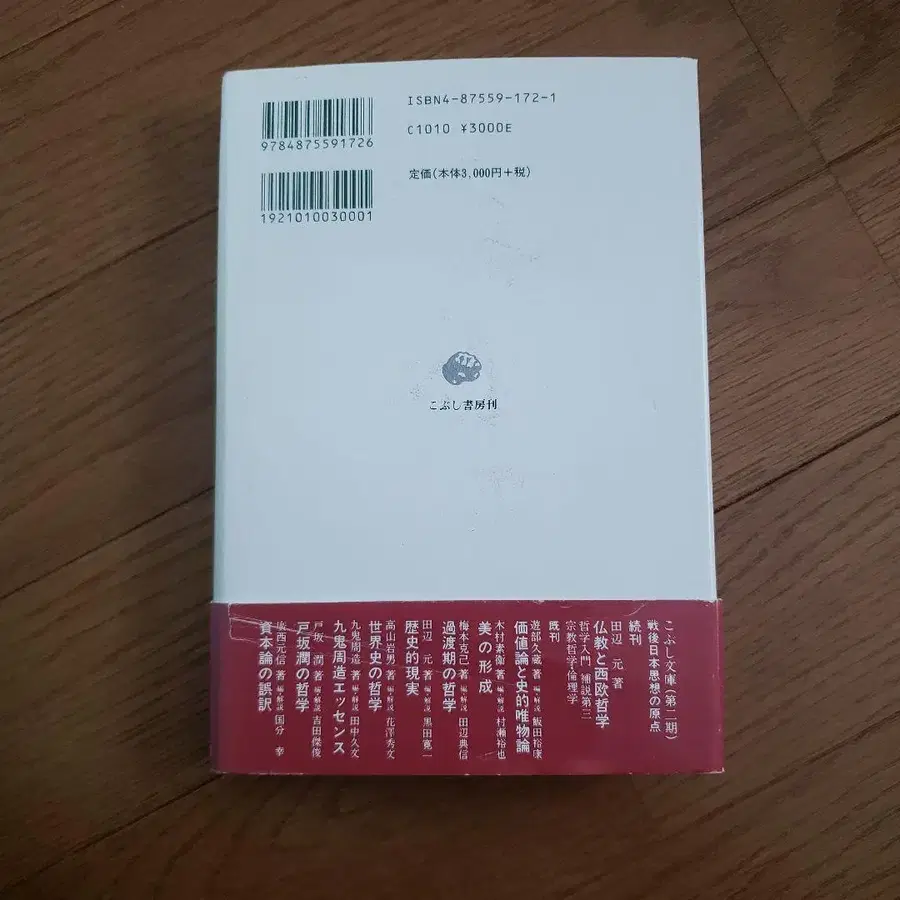 ISBN4-87559-172-1
C1010 ¥3000E
9784875591726
定価(本体3,000円+税)
1921010030001
こぶし書房刊
こぶし文庫(第二期)
戦後日本思想の原点
続刊
田辺 元 著
仏教と西欧哲学
哲学入門 補説第三
宗教哲学・倫理学
既刊
遊部久蔵 著 編・解説 飯田裕康
価値論と史的唯物論
木村素衞 著 編・解説 村瀬裕也
美の形成
梅本克己 著 編・解説 田辺典信
過渡期の哲学
田辺 元 著 編・解説 黒田寛一
歴史的現実
高山岩男 著 編・解説 花澤秀文
世界史の哲学
九鬼周造 著 編・解説 田中久文
九鬼周造エッセンス
戸坂 潤 著 編・解説 吉田傑俊
戸坂潤の哲学
廣西元信 著 編・解説 国分 幸
資本論の誤訳